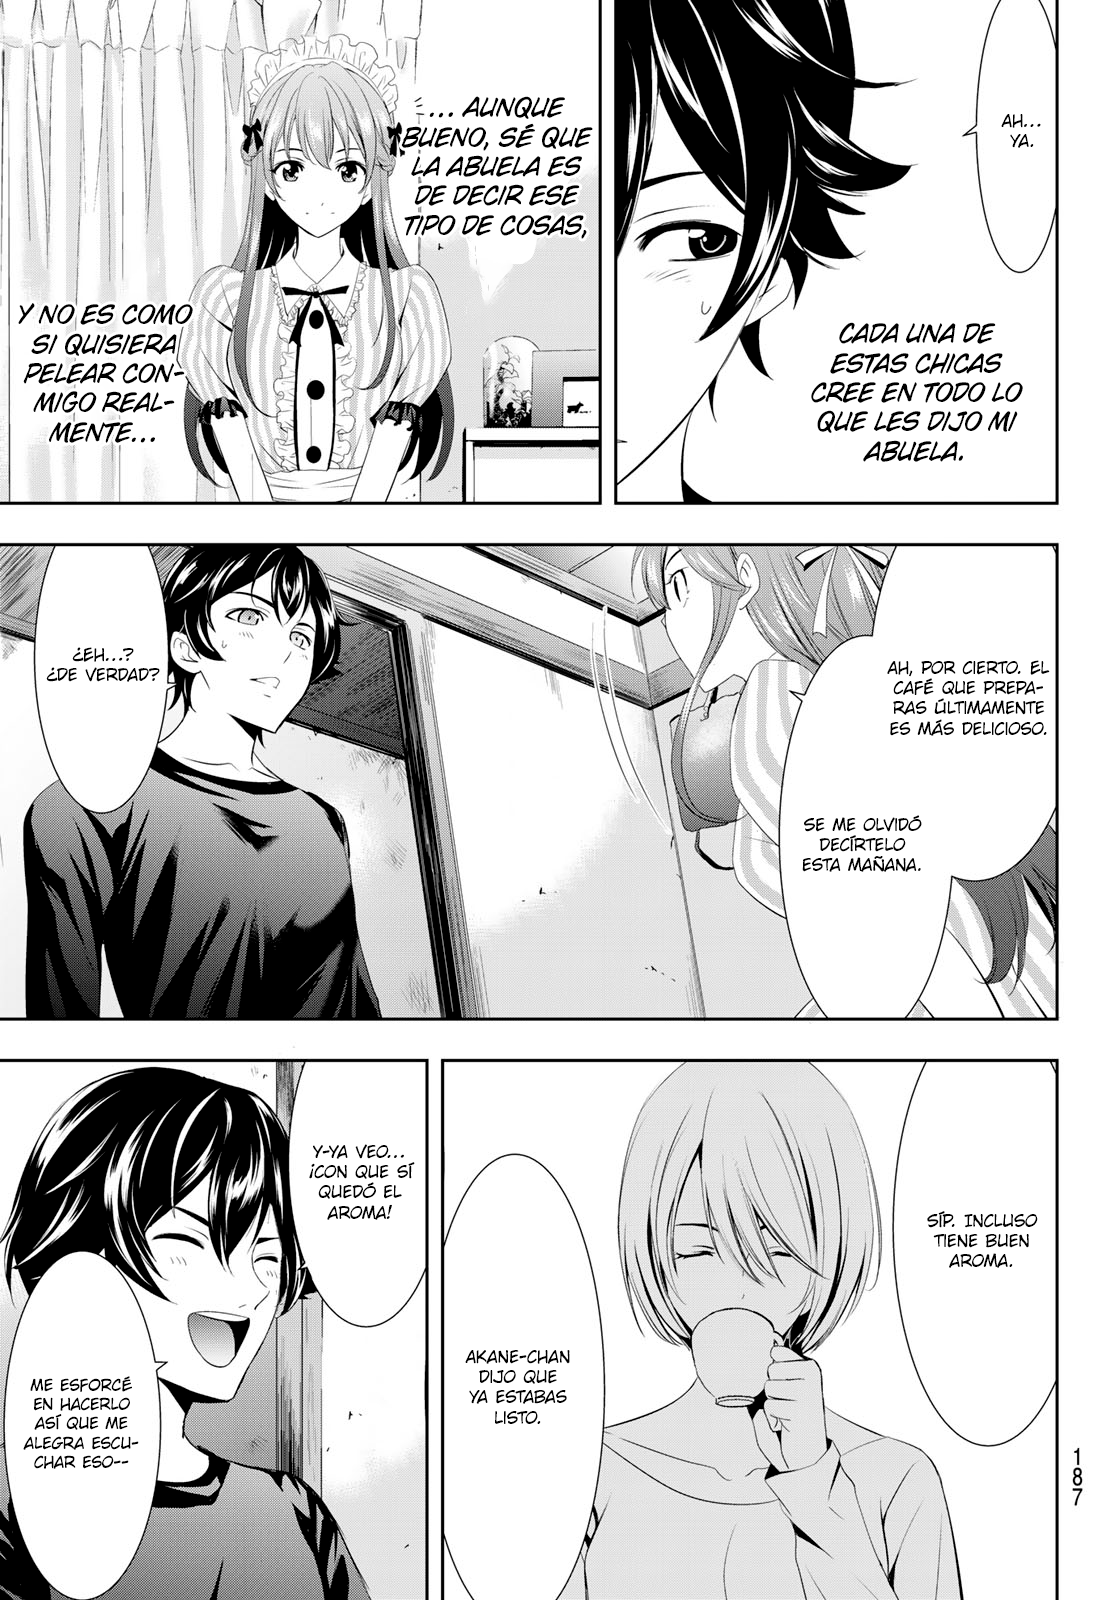 AH...
YA.
CADA UNA DE
ESTAS CHICAS
CREE EN TODO LO
QUE LES DIJO MI
ABUELA.
... AUNQUE
BUENO, SÉ QUE
LA ABUELA ES
DE DECIR ESE
TIPO DE COSAS,
Y NO ES COMO
SI QUISIERA
PELEAR CON-
MIGO REAL-
MENTE...
AH, POR CIERTO. EL
CAFÉ QUE PREPA-
RAS ÚLTIMAMENTE
ES MÁS DELICIOSO.
SE ME OLVIDÓ
DECÍRTELO
ESTA MAÑANA.
¿EH...?
¿DE VERDAD?
SÍP. INCLUSO
TIENE BUEN
AROMA.
AKANE-CHAN
DIJO QUE
YA ESTABAS
LISTO.
Y-YA VEO...
¡CON QUE SÍ
QUEDÓ EL
AROMA!
ME ESFORCÉ
EN HACERLO
ASÍ QUE ME
ALEGRA ESCU-
CHAR ESO--
187